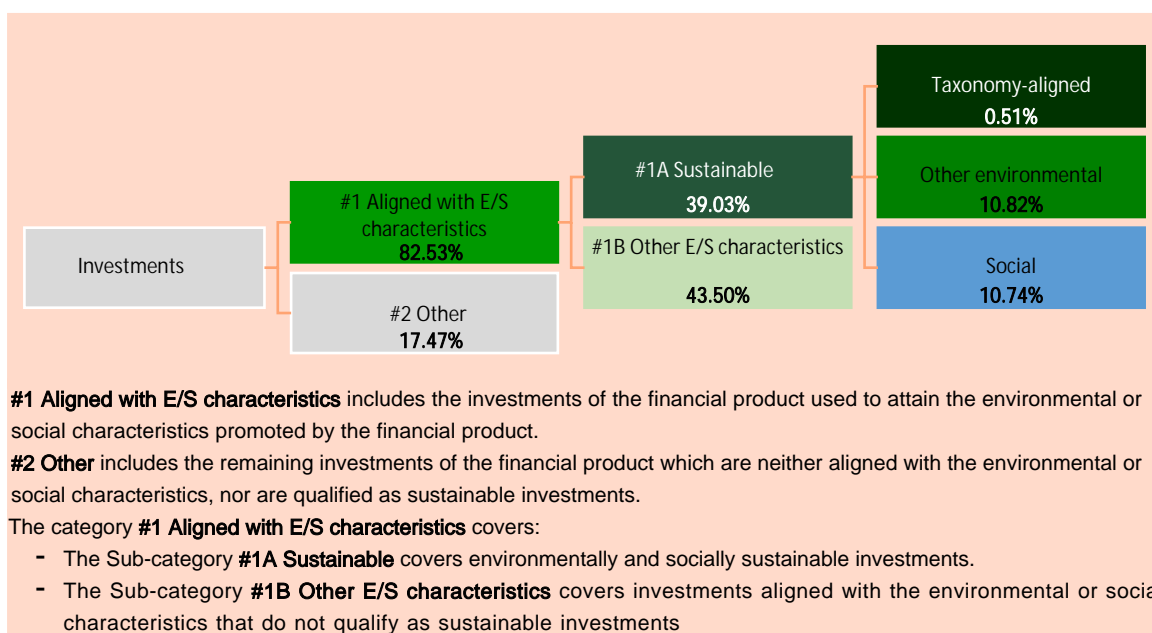 Taxonomy-aligned
0.51%
#1A Sustainable
39.03%
Other environmental
10.82%
#1 Aligned with E/S
characteristics
82.53%
#1B Other E/S characteristics
43.50%
Investments
Social
10.74%
#2 Other
17.47%
#1 Aligned with E/S characteristics includes the investments of the financial product used to attain the environmental or
social characteristics promoted by the financial product.
#2 Other includes the remaining investments of the financial product which are neither aligned with the environmental or
social characteristics, nor are qualified as sustainable investments.
The category #1 Aligned with E/S characteristics covers:
- The Sub-category #1A Sustainable covers environmentally and socially sustainable investments.
- The Sub-category #1B Other E/S characteristics covers investments aligned with the environmental or socia
characteristics that do not qualify as sustainable investments